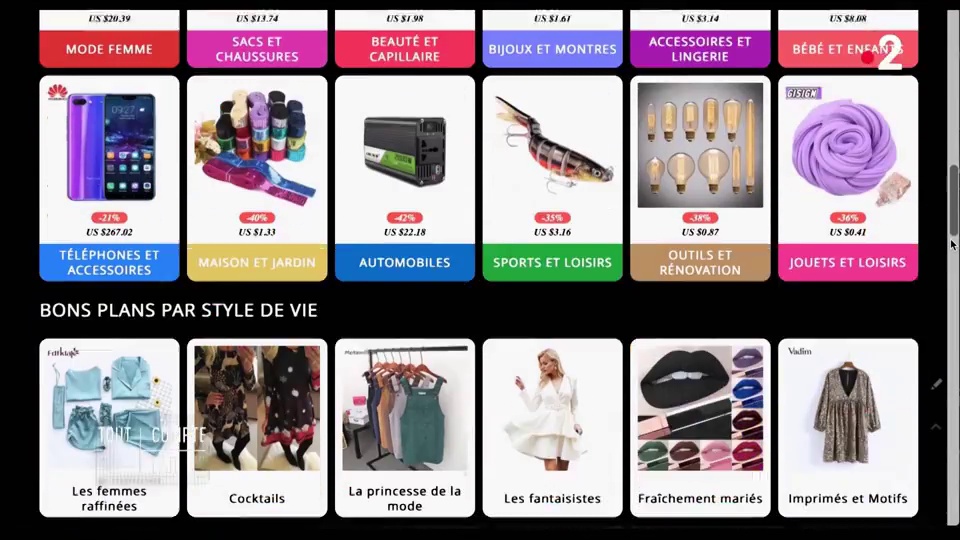 US $20.39
US $13.74
US $1.98
US $1.61
US $3.14
US $8.08
MODE FEMME
SACS ET
CHAUSSURES
BEAUTÉ ET
CAPILLAIRE
BIJOUX ET MONTRES
ACCESSOIRES ET
LINGERIE
BÉBÉ ET ENFANTS
2
HUAWEI
09:27
GISIGN
-21%
-40%
-42%
-35%
-38%
-36%
US $267.02
US $1.33
US $22.18
US $3.16
US $0.87
US $0.41
TÉLÉPHONES ET
ACCESSOIRES
MAISON ET JARDIN
AUTOMOBILES
SPORTS ET LOISIRS
OUTILS ET
RÉNOVATION
JOUETS ET LOISIRS
BONS PLANS PAR STYLE DE VIE
Vadim
TOUT COMPTE
Les femmes
raffinées
Cocktails
La princesse de la
mode
Les fantaisistes
Fraîchement mariés
Imprimés et Motifs